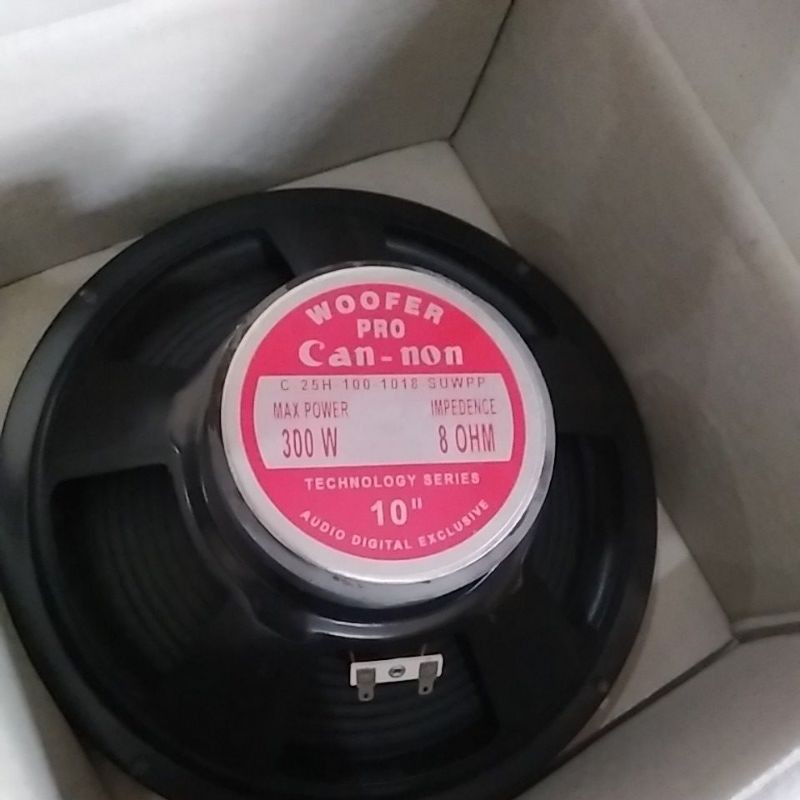 WOOFER
PRO
Can-non
C 25H 100 1018 SUWPP
MAX POWER IMPEDENCE
300 W 8 OHM
TECHNOLOGY SERIES
10"
AUDIO DIGITAL EXCLUSIVE